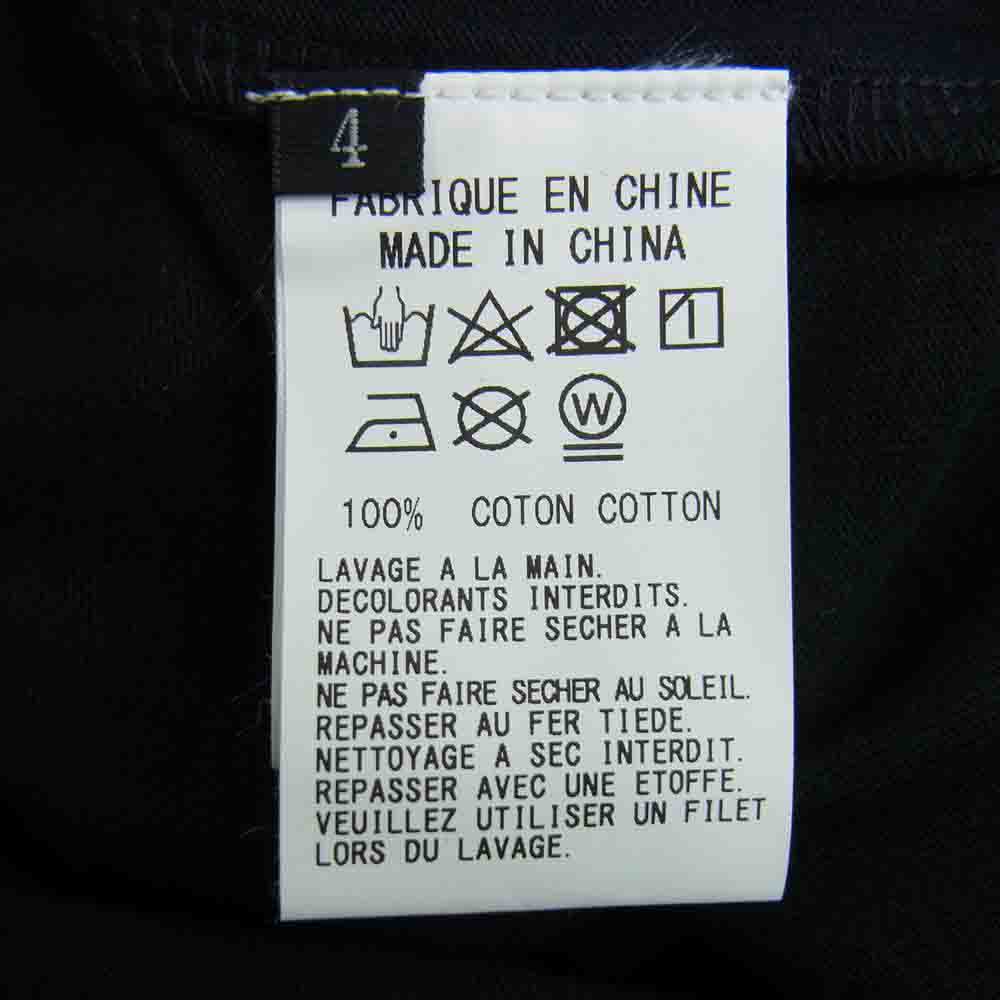 4
FABRIQUE EN CHINE
MADE IN CHINA
W
100% COTON COTTON
LAVAGE A LA MAIN.
DECOLORANTS INTERDITS.
NE PAS FAIRE SECHER A LA
MACHINE.
NE PAS FAIRE SECHER AU SOLEIL.
REPASSER AU FER TIEDE.
NETTOYAGE A SEC INTERDIT.
REPASSER AVEC UNE ETOFFE.
VEUILLEZ UTILISER UN FILET
LORS DU LAVAGE.